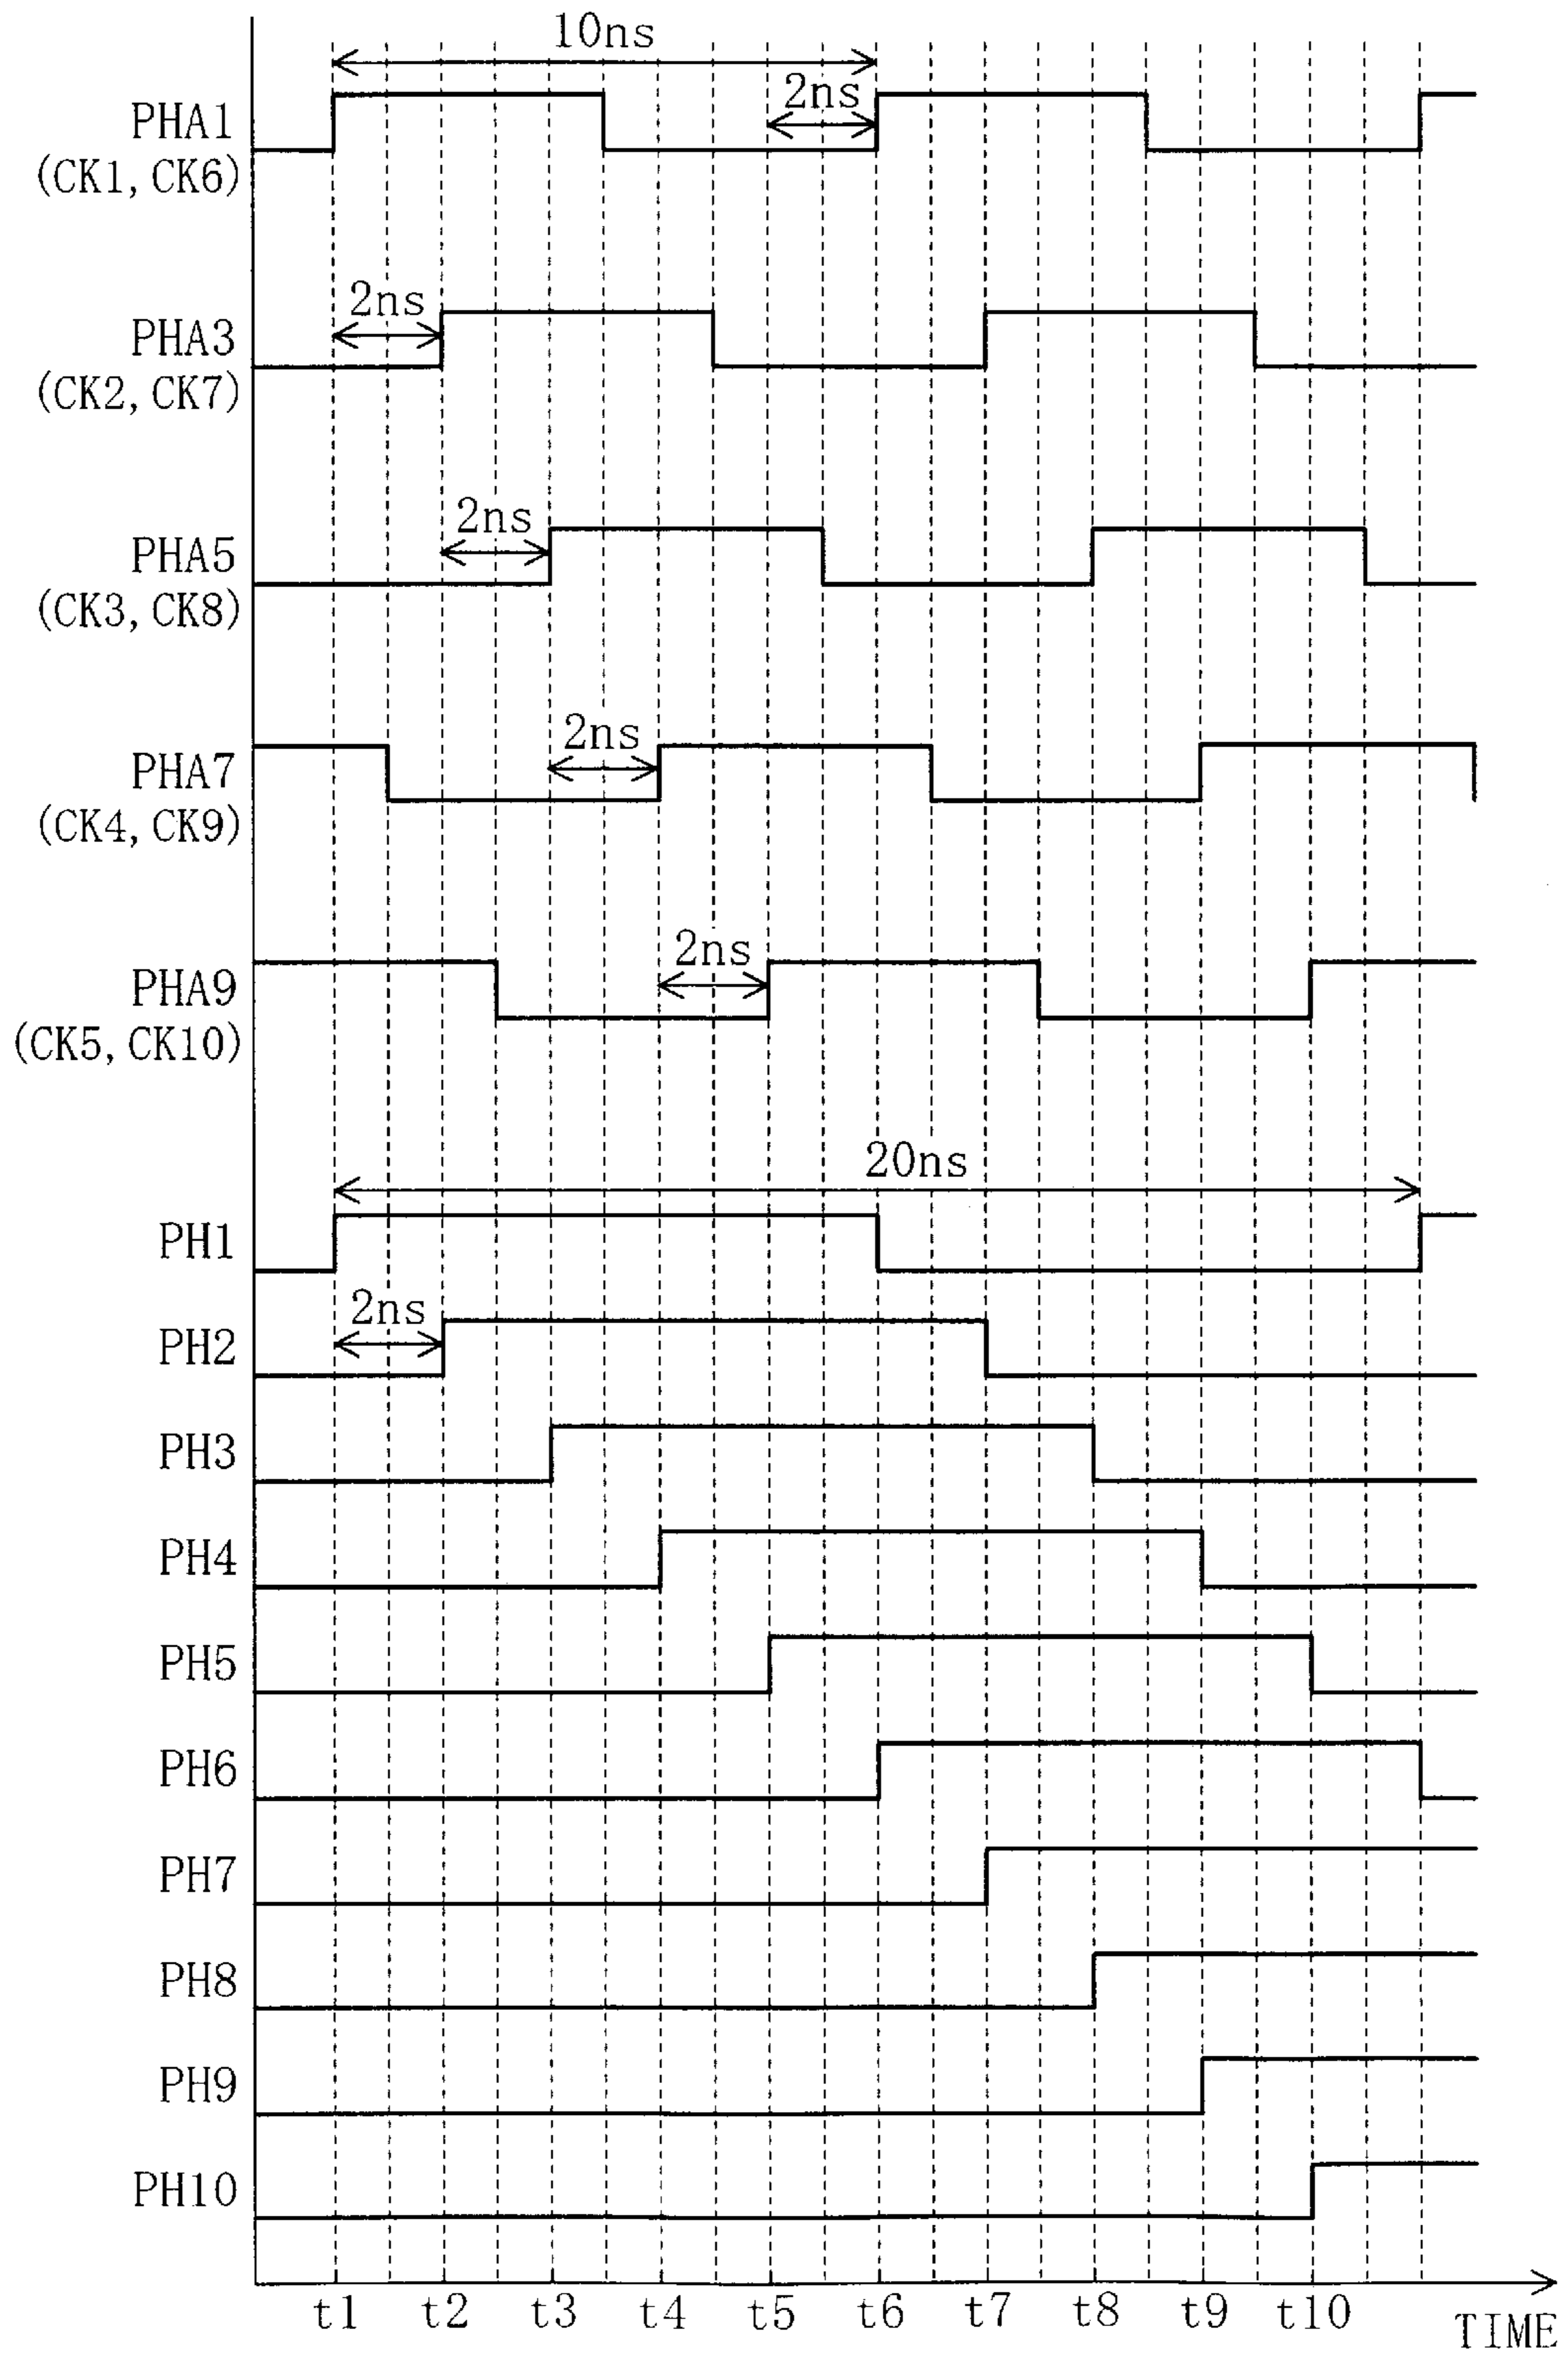 10ns
2ns
PHA1
(CK1, CK6)
2ns
PHA3
(CK2, CK7)
2ns
PHA5
(CK3, CK8)
2ns
PHA7
(CK4, CK9)
2ns
PHA9
(CK5, CK10)
20ns
PH1
2ns
PH2
PH3
PH4
PH5
PH6
PH7
PH8
PH9
PH10
t1 t2 t3 t4 t5 t6 t7 t8 t9 t10
TIME